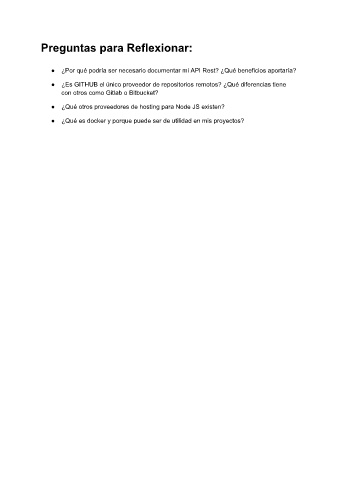 Preguntas para Reflexionar:
● ¿Por qué podría ser necesario documentar mi API Rest? ¿Qué beneficios aportaría?
● ¿Es GITHUB el único proveedor de repositorios remotos? ¿Qué diferencias tiene
con otros como Gitlab o Bitbucket?
● ¿Qué otros proveedores de hosting para Node JS existen?
● ¿Qué es docker y porque puede ser de utilidad en mis proyectos?